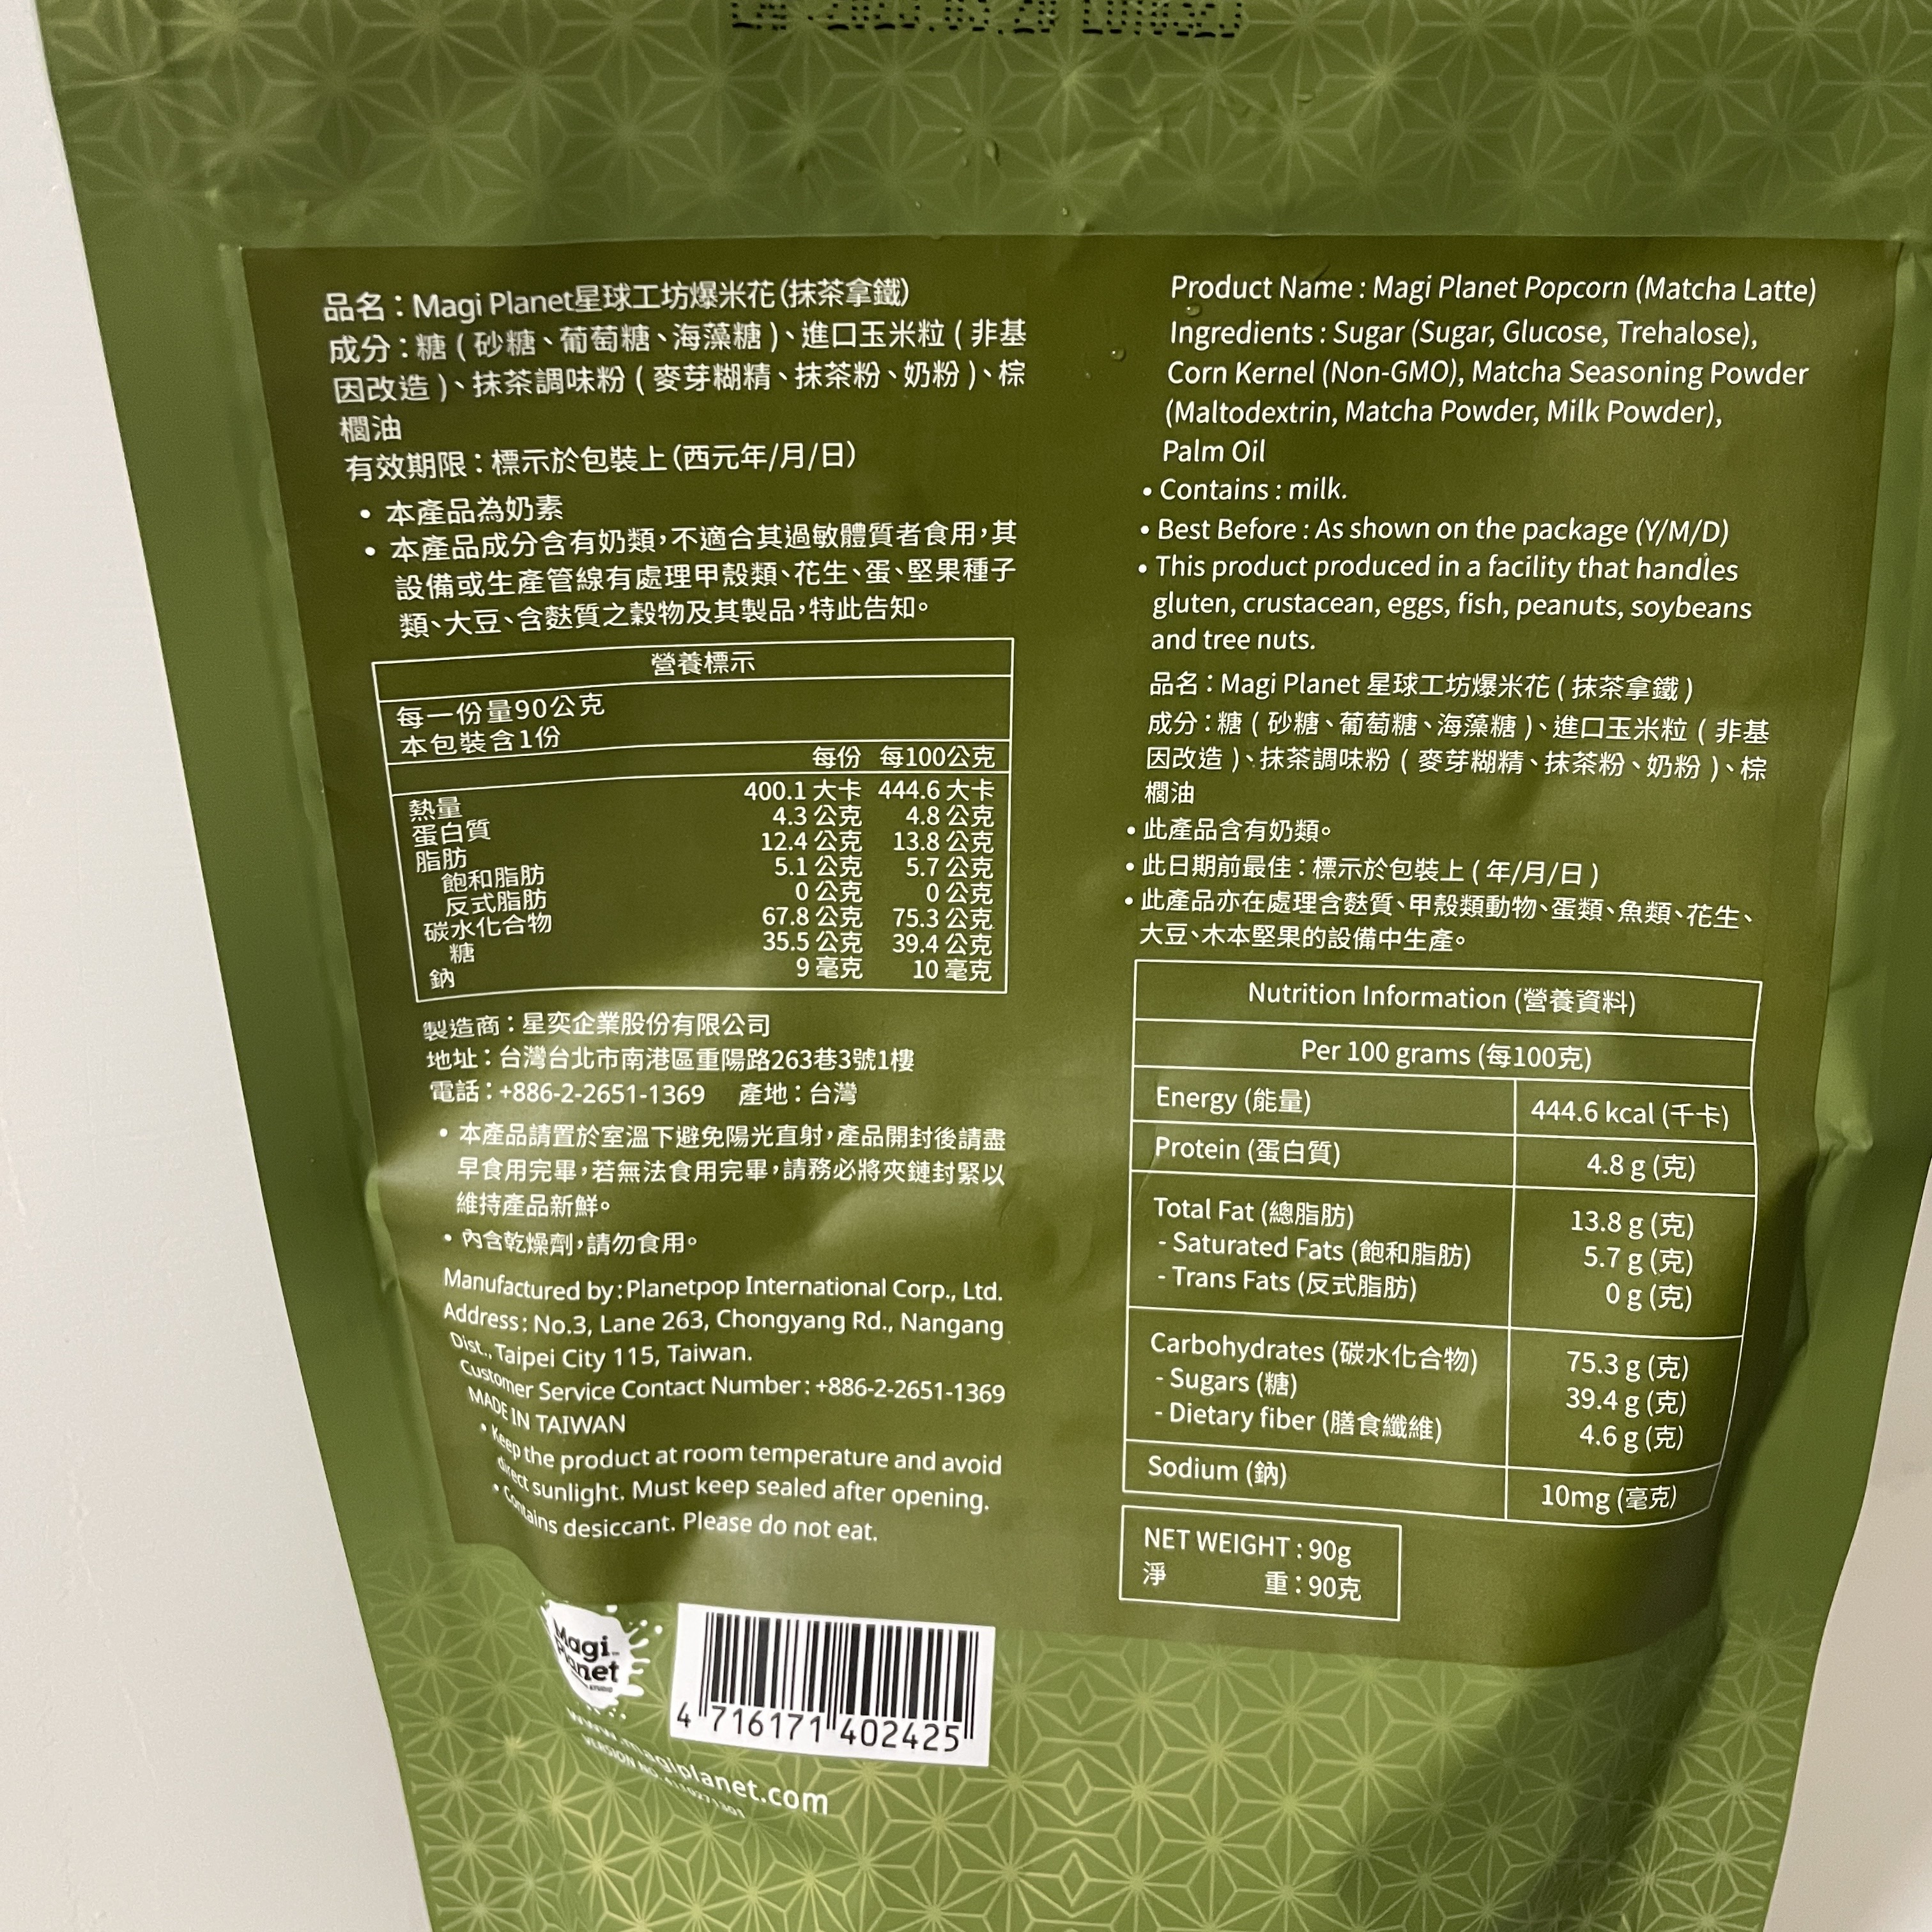 品名：Magi Planet星球工坊爆米花(抹茶拿鐵)
成分：糖 ( 砂糖、葡萄糖、海藻糖 )、進口玉米粒 ( 非基
因改造 )、抹茶調味粉 ( 麥芽糊精、抹茶粉、奶粉 )、棕
櫚油
有效期限：標示於包裝上(西元年/月/日)
• 本產品為奶素
• 本產品成分含有奶類，不適合其過敏體質者食用，其
設備或生產管線有處理甲殼類、花生、蛋、堅果種子
類、大豆、含麩質之穀物及其製品，特此告知。
營養標示
每一份量90公克
本包裝含1份
每份 每100公克
熱量 400.1 大卡 444.6 大卡
蛋白質 4.3 公克 4.8 公克
脂肪 12.4 公克 13.8 公克
飽和脂肪 5.1 公克 5.7 公克
反式脂肪 0 公克 0 公克
碳水化合物 67.8 公克 75.3 公克
糖 35.5 公克 39.4 公克
鈉 9 毫克 10 毫克
製造商：星奕企業股份有限公司
地址：台灣台北市南港區重陽路263巷3號1樓
電話：+886-2-2651-1369 產地：台灣
• 本產品請置於室溫下避免陽光直射，產品開封後請盡
早食用完畢，若無法食用完畢，請務必將夾鏈封緊以
維持產品新鮮。
• 內含乾燥劑，請勿食用。
Manufactured by : Planetpop International Corp., Ltd.
Address : No.3, Lane 263, Chongyang Rd., Nangang
Dist., Taipei City 115, Taiwan.
Customer Service Contact Number : +886-2-2651-1369
MADE IN TAIWAN
• Keep the product at room temperature and avoid
direct sunlight. Must keep sealed after opening.
• Contains desiccant. Please do not eat.
Magi
Planet
4 716171 402425
www.magiplanet.com
Product Name : Magi Planet Popcorn (Matcha Latte)
Ingredients : Sugar (Sugar, Glucose, Trehalose),
Corn Kernel (Non-GMO), Matcha Seasoning Powder
(Maltodextrin, Matcha Powder, Milk Powder),
Palm Oil
• Contains : milk.
• Best Before : As shown on the package (Y/M/D)
• This product produced in a facility that handles
gluten, crustacean, eggs, fish, peanuts, soybeans
and tree nuts.
品名：Magi Planet 星球工坊爆米花 ( 抹茶拿鐵 )
成分：糖 ( 砂糖、葡萄糖、海藻糖 )、進口玉米粒 ( 非基
因改造 )、抹茶調味粉 ( 麥芽糊精、抹茶粉、奶粉 )、棕
櫚油
• 此產品含有奶類。
• 此日期前最佳：標示於包裝上 ( 年/月/日 )
• 此產品亦在處理含麩質、甲殼類動物、蛋類、魚類、花生、
大豆、木本堅果的設備中生產。
Nutrition Information (營養資料)
Per 100 grams (每100克)
Energy (能量) 444.6 kcal (千卡)
Protein (蛋白質) 4.8 g (克)
Total Fat (總脂肪) 13.8 g (克)
- Saturated Fats (飽和脂肪) 5.7 g (克)
- Trans Fats (反式脂肪) 0 g (克)
Carbohydrates (碳水化合物) 75.3 g (克)
- Sugars (糖) 39.4 g (克)
- Dietary fiber (膳食纖維) 4.6 g (克)
Sodium (鈉) 10mg (毫克)
NET WEIGHT : 90g
淨 重：90克